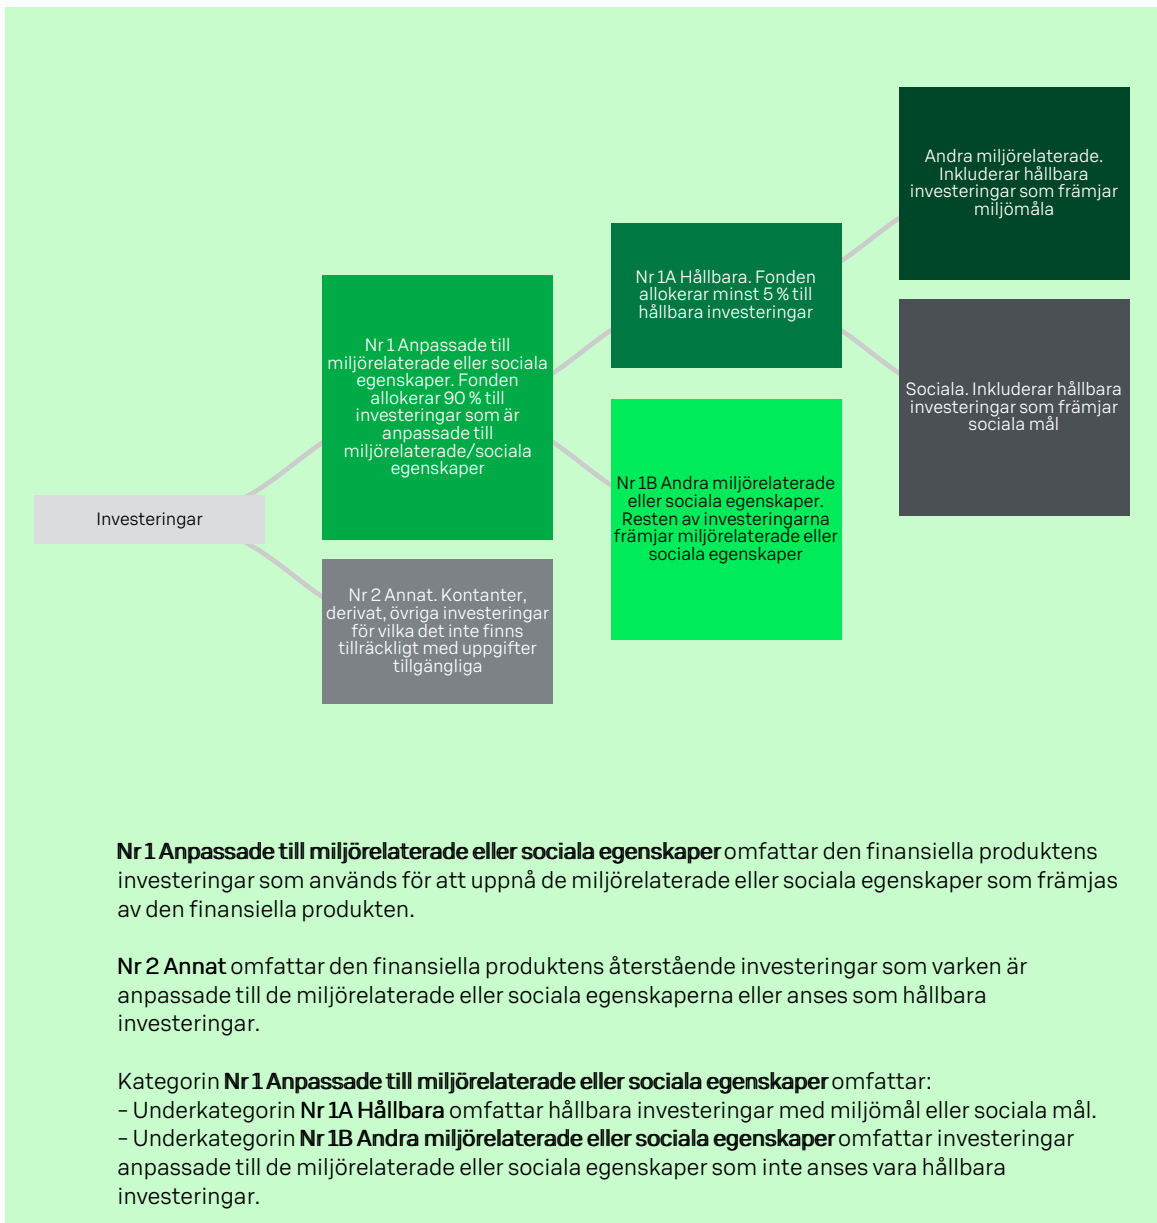 Andra miljörelaterade.
Inkluderar hållbara
investeringar som främjar
miljömåla
Nr 1A Hållbara. Fonden
allokerar minst 5 % till
hållbara investeringar
Nr 1 Anpassade till
miljörelaterade eller sociala
egenskaper. Fonden
allokerar 90 % till
investeringar som är
anpassade till
miljörelaterade/sociala
egenskaper
Sociala. Inkluderar hållbara
investeringar som främjar
sociala mål
Nr 1B Andra miljörelaterade
eller sociala egenskaper.
Resten av investeringarna
främjar miljörelaterade eller
sociala egenskaper
Investeringar
Nr 2 Annat. Kontanter,
derivat, övriga investeringar
för vilka det inte finns
tillräckligt med uppgifter
tillgängliga
Nr 1 Anpassade till miljörelaterade eller sociala egenskaper omfattar den finansiella produktens
investeringar som används för att uppnå de miljörelaterade eller sociala egenskaper som främjas
av den finansiella produkten.
Nr 2 Annat omfattar den finansiella produktens återstående investeringar som varken är
anpassade till de miljörelaterade eller sociala egenskaperna eller anses som hållbara
investeringar.
Kategorin Nr 1 Anpassade till miljörelaterade eller sociala egenskaper omfattar:
– Underkategorin Nr 1A Hållbara omfattar hållbara investeringar med miljömål eller sociala mål.
– Underkategorin Nr 1B Andra miljörelaterade eller sociala egenskaper omfattar investeringar
anpassade till de miljörelaterade eller sociala egenskaper som inte anses vara hållbara
investeringar.